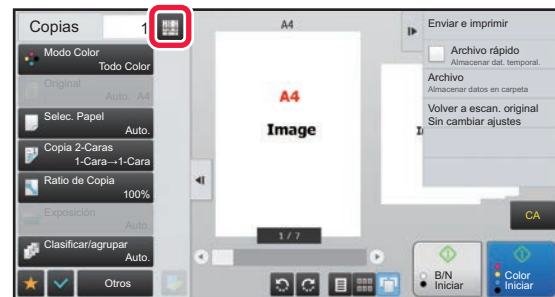 Copias 1
Modo Color
Todo Color
Original
Auto. A4
Selec. Papel
Auto.
Copia 2-Caras
1-Cara→1-Cara
Ratio de Copia
100%
Exposición
Auto.
Clasificar/agrupar
Auto.
Otros
A4
A4
Image
1 / 7
Enviar e imprimir
Archivo rápido
Almacenar dat. temporal.
Archivo
Almacenar datos en carpeta
Volver a escan. original
Sin cambiar ajustes
CA
B/N
Iniciar
Color
Iniciar